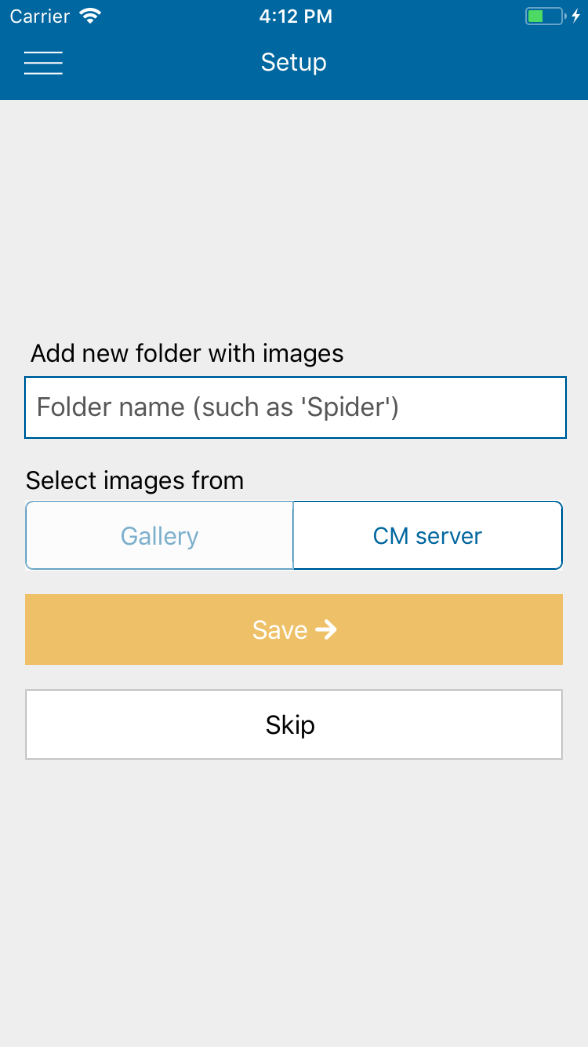 Carrier 4:12 PM
Setup
Add new folder with images
Folder name (such as 'Spider')
Select images from
Gallery CM server
Save
Skip